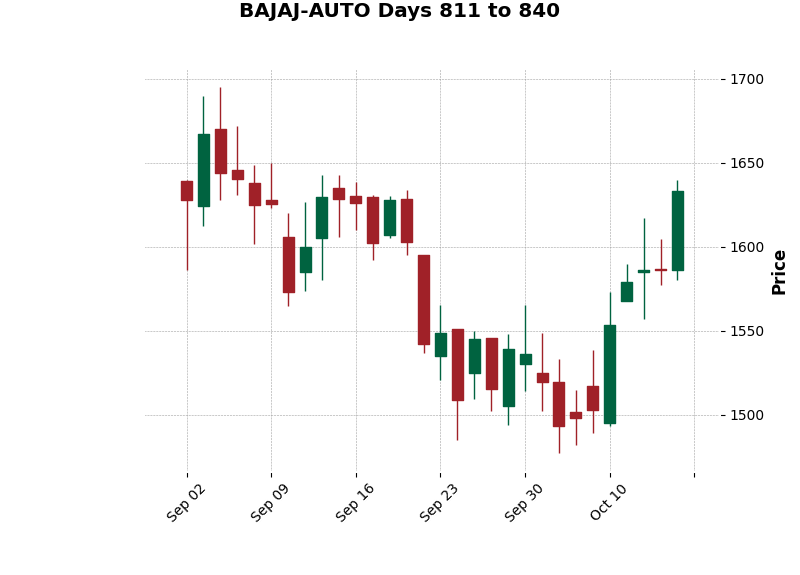 BAJAJ-AUTO Days 811 to 840
1700
1650
1600
1550
1500
Price
Sep 02
Sep 09
Sep 16
Sep 23
Sep 30
Oct 10